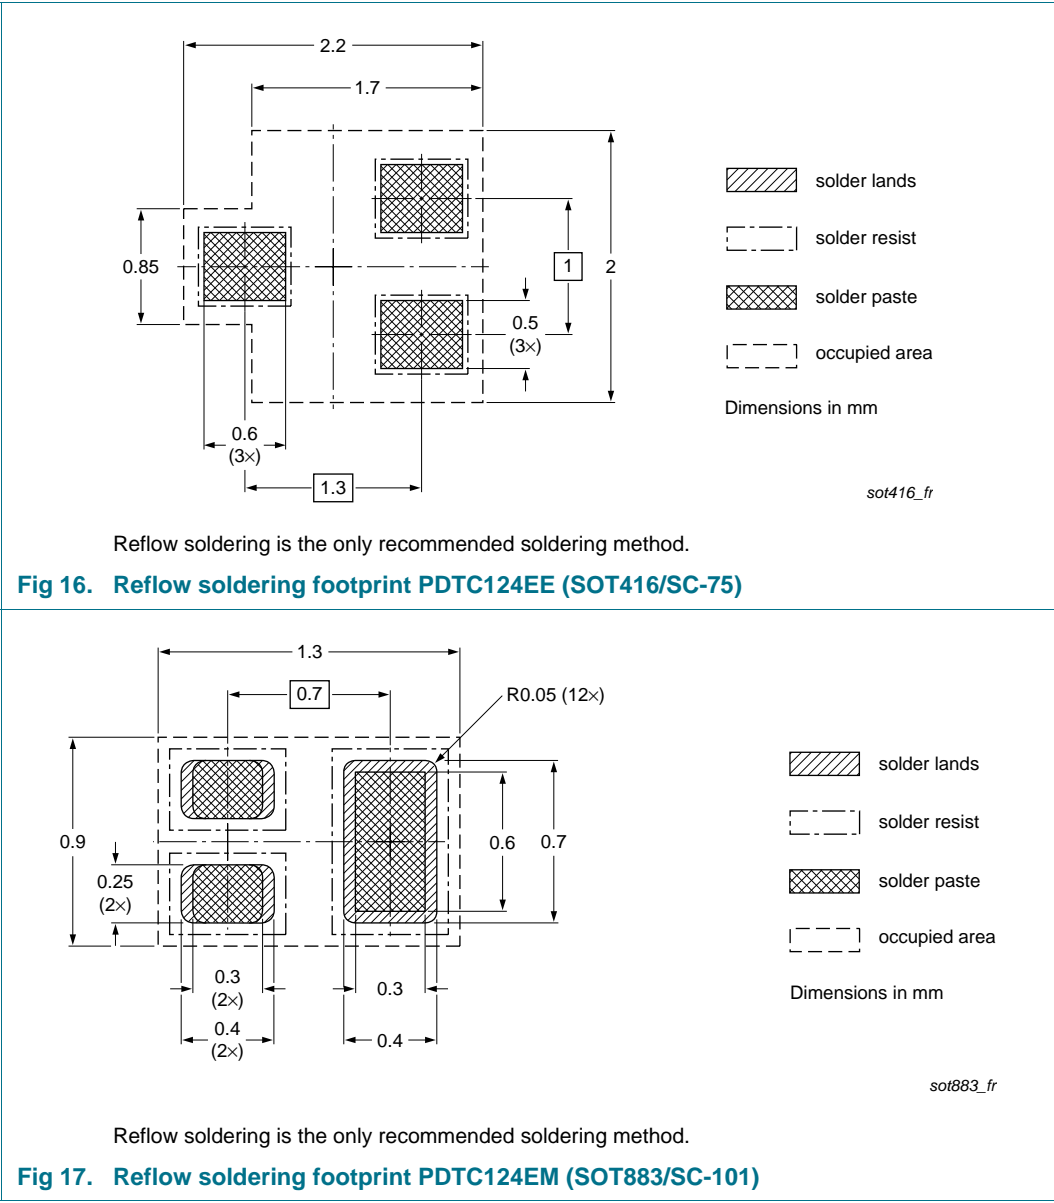 2.2
1.7
0.85
1
2
0.5
(3×)
0.6
(3×)
1.3
solder lands
solder resist
solder paste
occupied area
Dimensions in mm
sot416_fr
Reflow soldering is the only recommended soldering method.
Fig 16. Reflow soldering footprint PDTC124EE (SOT416/SC-75)
1.3
0.7
R0.05 (12×)
0.9
0.25
(2×)
0.6
0.7
0.3
(2×)
0.3
0.4
(2×)
0.4
solder lands
solder resist
solder paste
occupied area
Dimensions in mm
sot883_fr
Reflow soldering is the only recommended soldering method.
Fig 17. Reflow soldering footprint PDTC124EM (SOT883/SC-101)